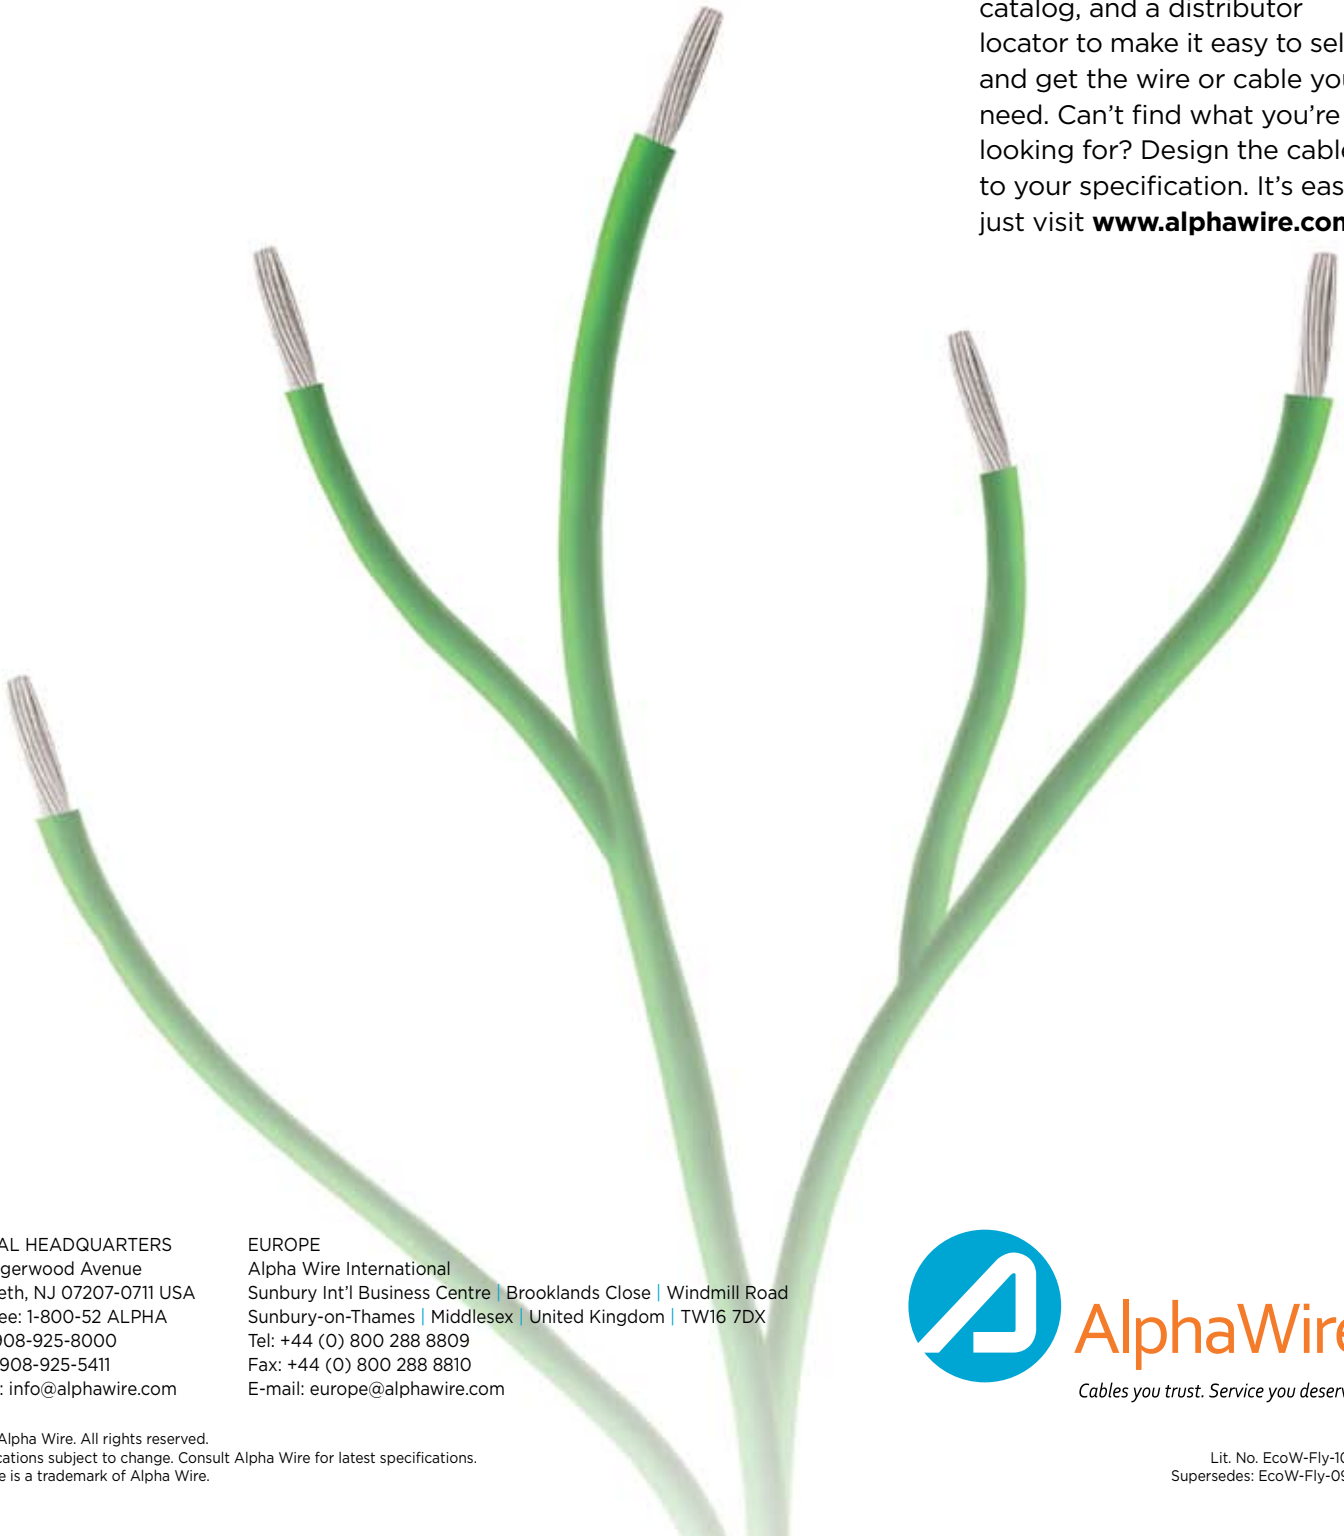 catalog, and a distributor
locator to make it easy to sel
and get the wire or cable you
need. Can't find what you're
looking for? Design the cable
to your specification. It's eas
just visit www.alphawire.com
AL HEADQUARTERS
gerwood Avenue
eth, NJ 07207-0711 USA
ee: 1-800-52 ALPHA
908-925-8000
908-925-5411
: info@alphawire.com
EUROPE
Alpha Wire International
Sunbury Int'l Business Centre | Brooklands Close | Windmill Road
Sunbury-on-Thames | Middlesex | United Kingdom | TW16 7DX
Tel: +44 (0) 800 288 8809
Fax: +44 (0) 800 288 8810
E-mail: europe@alphawire.com
AlphaWire
Cables you trust. Service you deserv
Alpha Wire. All rights reserved.
cations subject to change. Consult Alpha Wire for latest specifications.
e is a trademark of Alpha Wire.
Lit. No. EcoW-Fly-10
Supersedes: EcoW-Fly-09